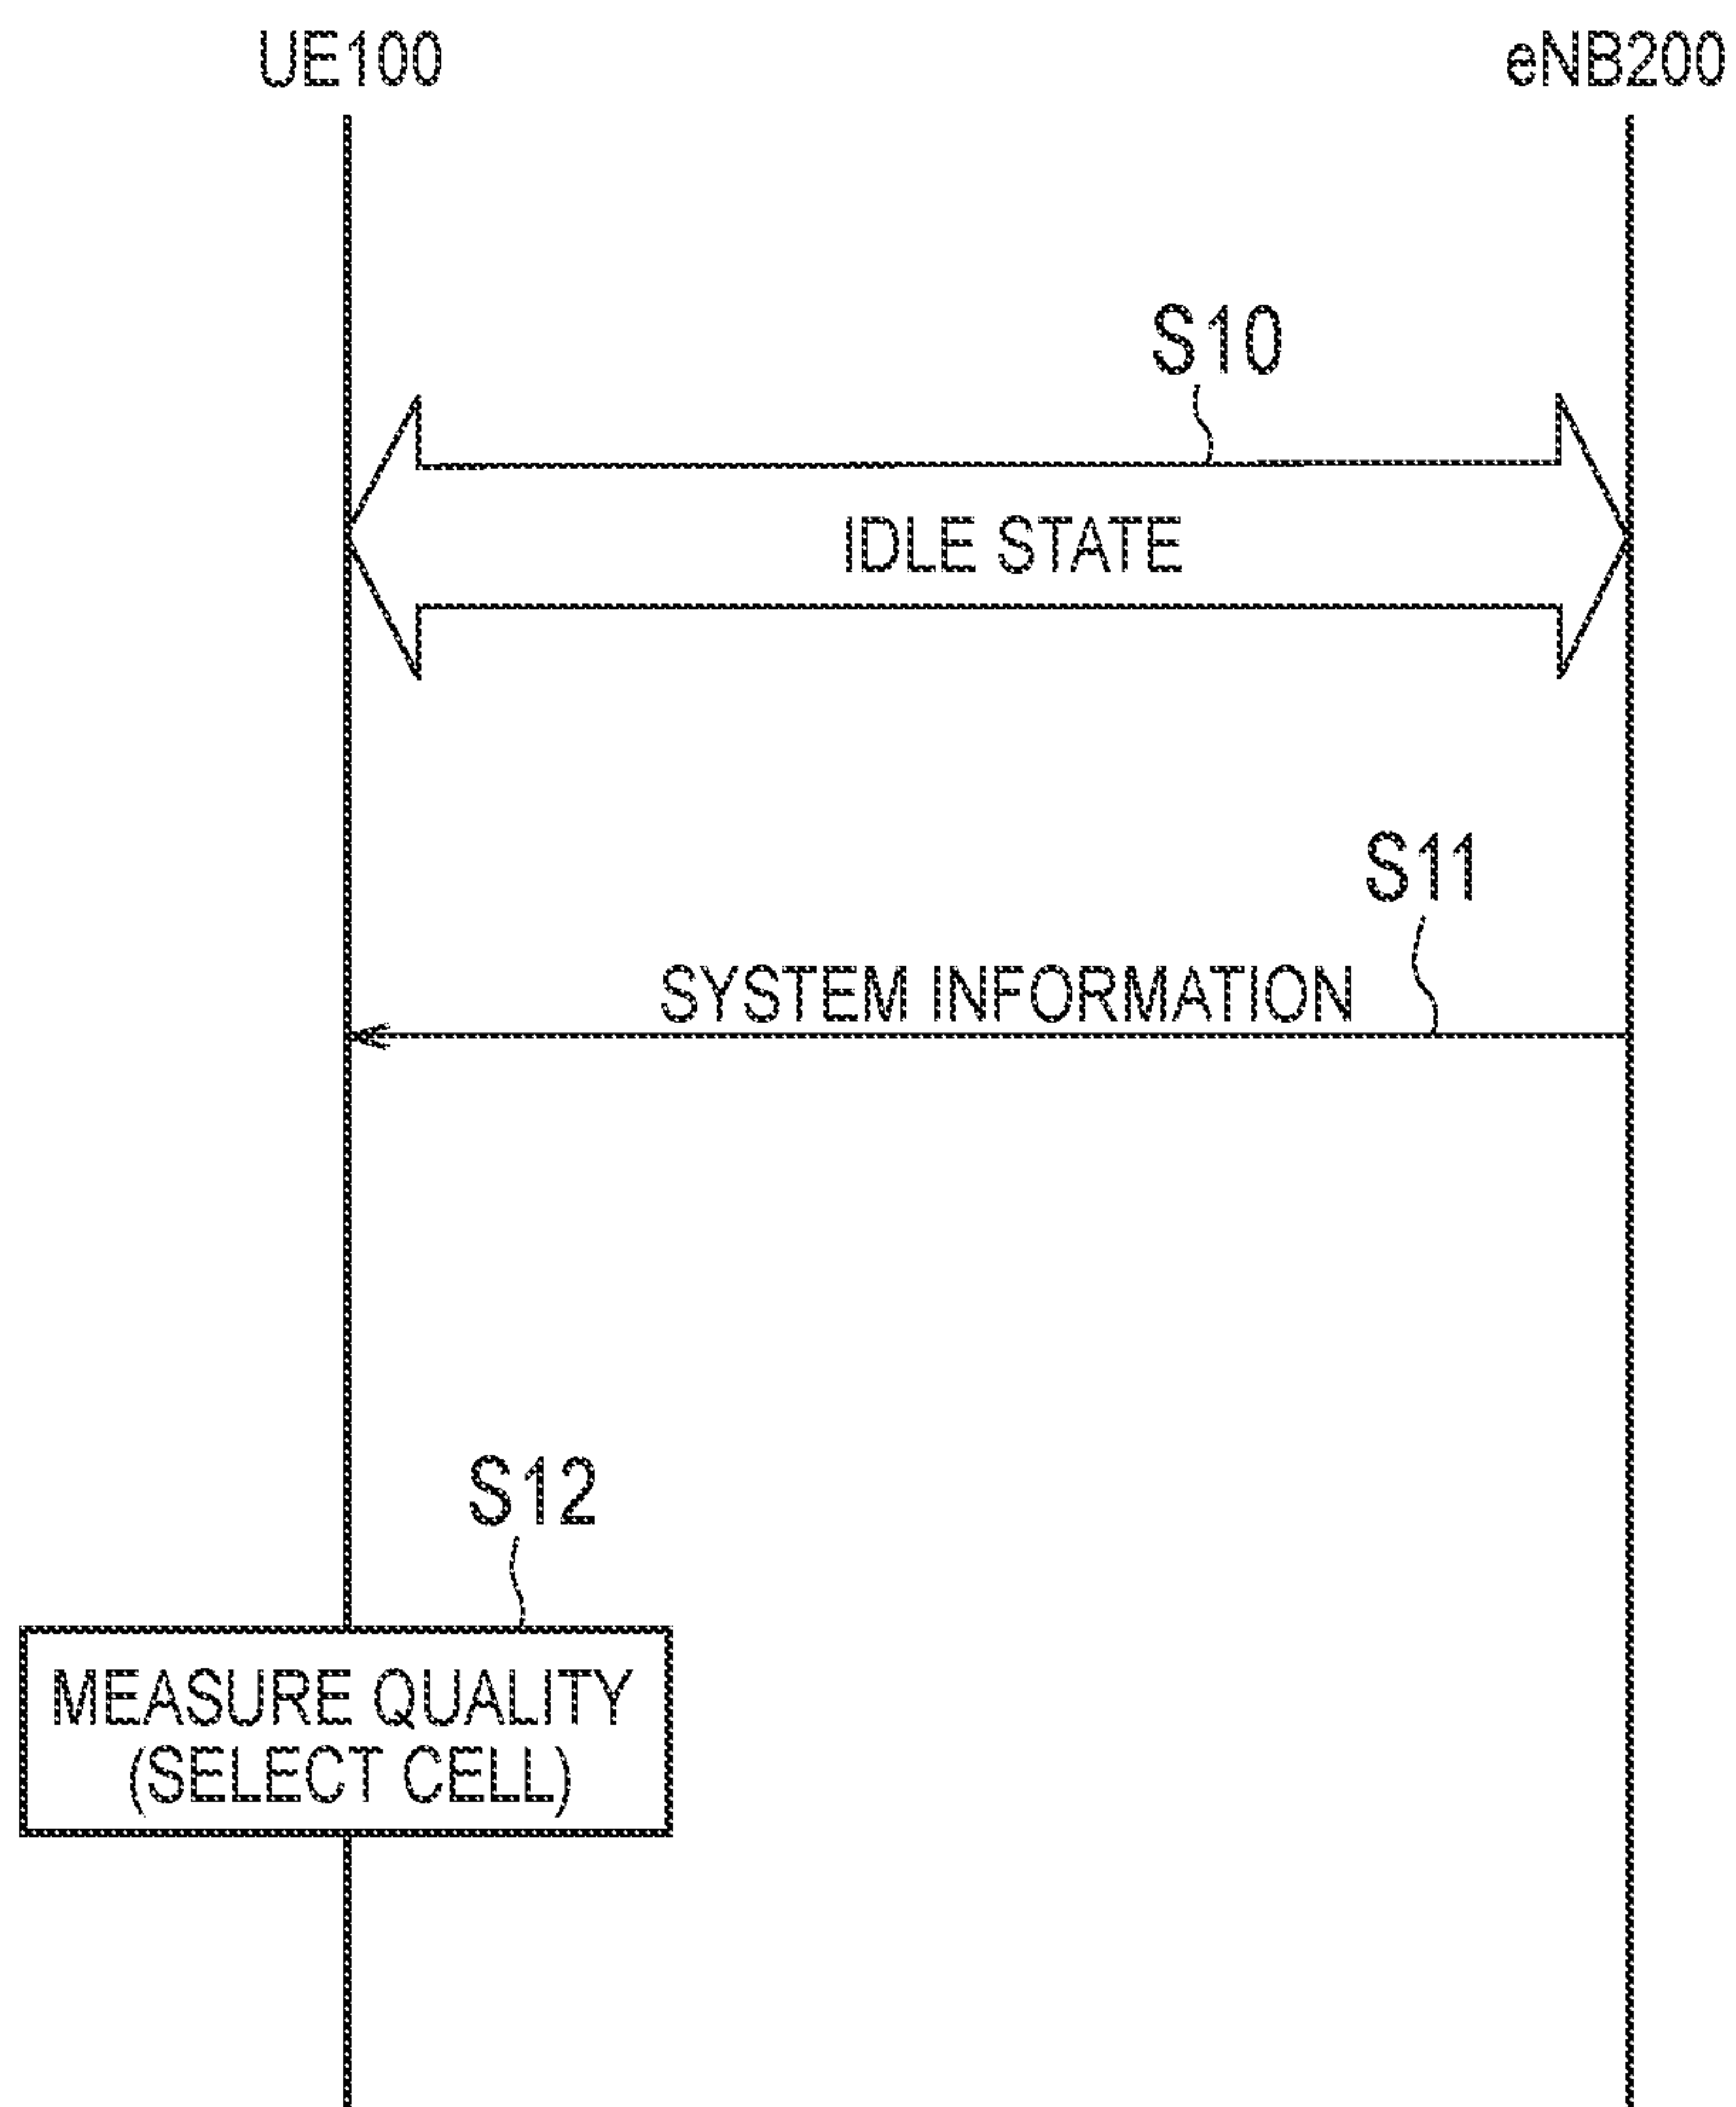 UE100
eNB200
S10
IDLE STATE
S11
SYSTEM INFORMATION
S12
MEASURE QUALITY
(SELECT CELL)